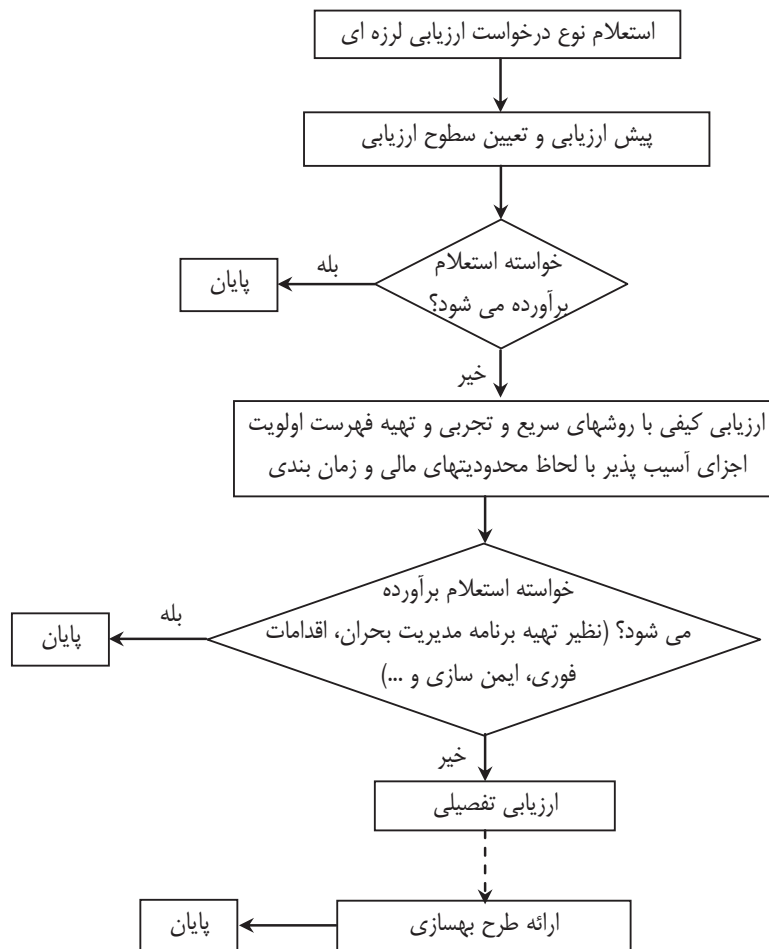 استعلام نوع درخواست ارزیابی لرزه ای
پیش ارزیابی و تعیین سطوح ارزیابی
خواسته استعلام
برآورده می شود؟
بله
پایان
خیر
ارزیابی کیفی با روشهای سریع و تجربی و تهیه فهرست اولویت
اجزای آسیب پذیر با لحاظ محدودیتهای مالی و زمان بندی
خواسته استعلام برآورده
می شود؟ (نظیر تهیه برنامه مدیریت بحران، اقدامات
فوری، ایمن سازی و ...)
بله
پایان
خیر
ارزیابی تفصیلی
ارائه طرح بهسازی
پایان